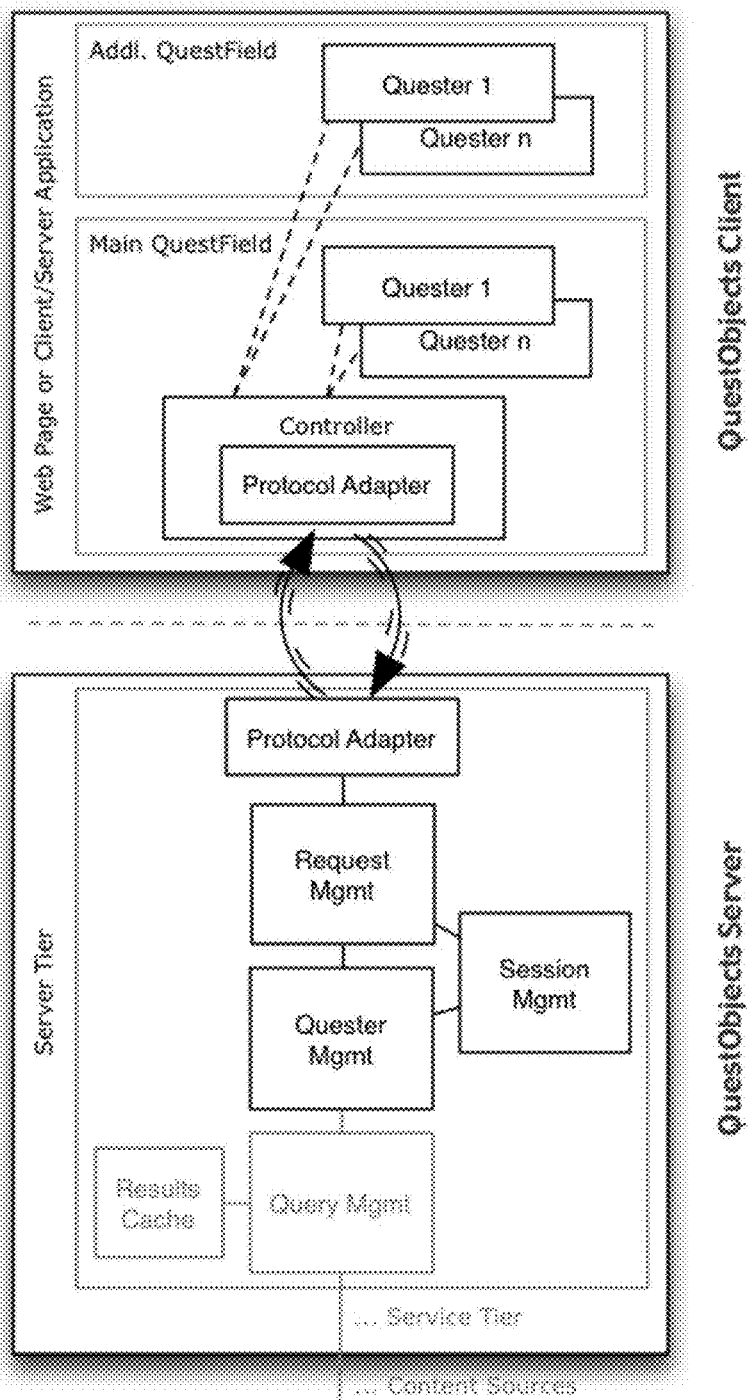 Addl. QuestField
Quester 1
Quester n
Web Page or Client/Server Application
Main QuestField
Quester 1
Quester n
Controller
Protocol Adapter
QuestObjects Client
Protocol Adapter
Request
Mgmt
Session
Mgmt
Quester
Mgmt
Server Tier
Results
Cache
Query Mgmt
QuestObjects Server
... Service Tier
... Content Sources